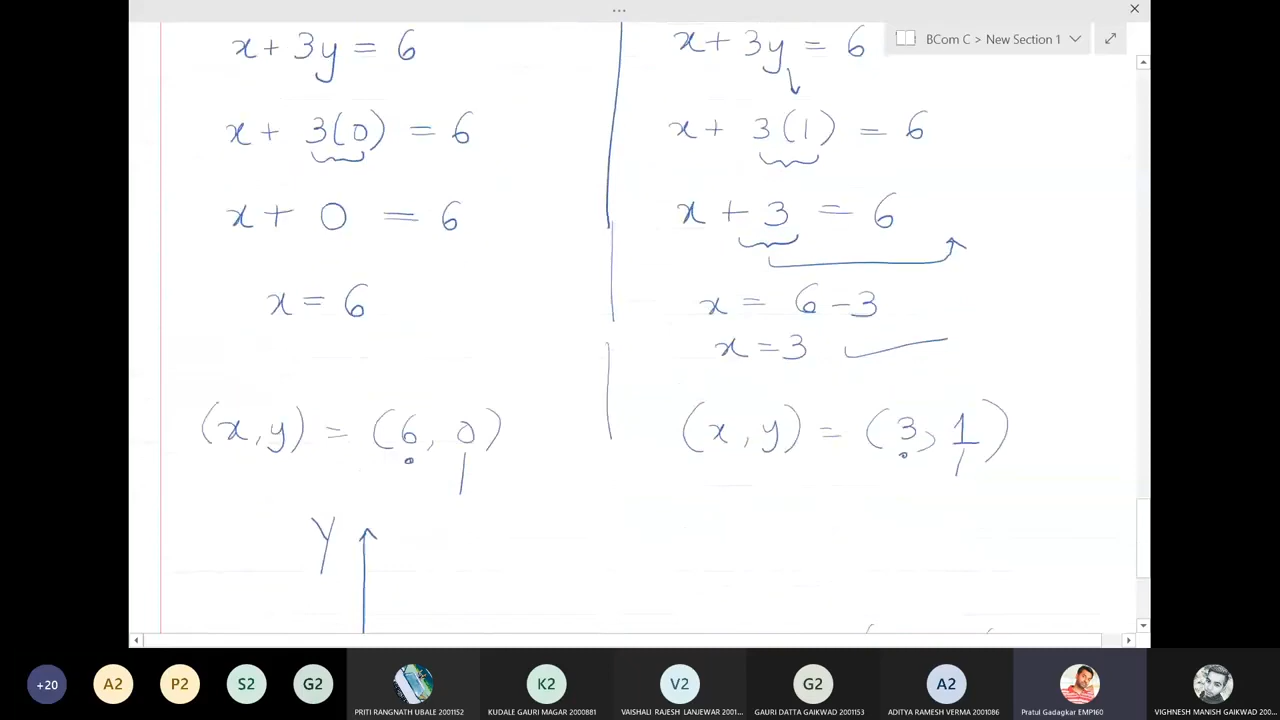 BCom C > New Section 1
x + 3y = 6
x + 3(0) = 6
x + 0 = 6
x = 6
(x, y) = (6, 0)
x + 3y = 6
x + 3(1) = 6
x + 3 = 6
x = 6 - 3
x = 3
(x, y) = (3, 1)
Y
+20
A2
P2
S2
G2
K2
V2
G2
A2
PRITI RANGNATH UBALE 2001152
KUDALE GAURI MAGAR 2000881
VAISHALI RAJESH LANJEWAR 2001...
GAURI DATTA GAIKWAD 2001153
ADITYA RAMESH VERMA 2001086
Pratul Gadagkar EMP160
VIGHNESH MANISH GAIKWAD 200...